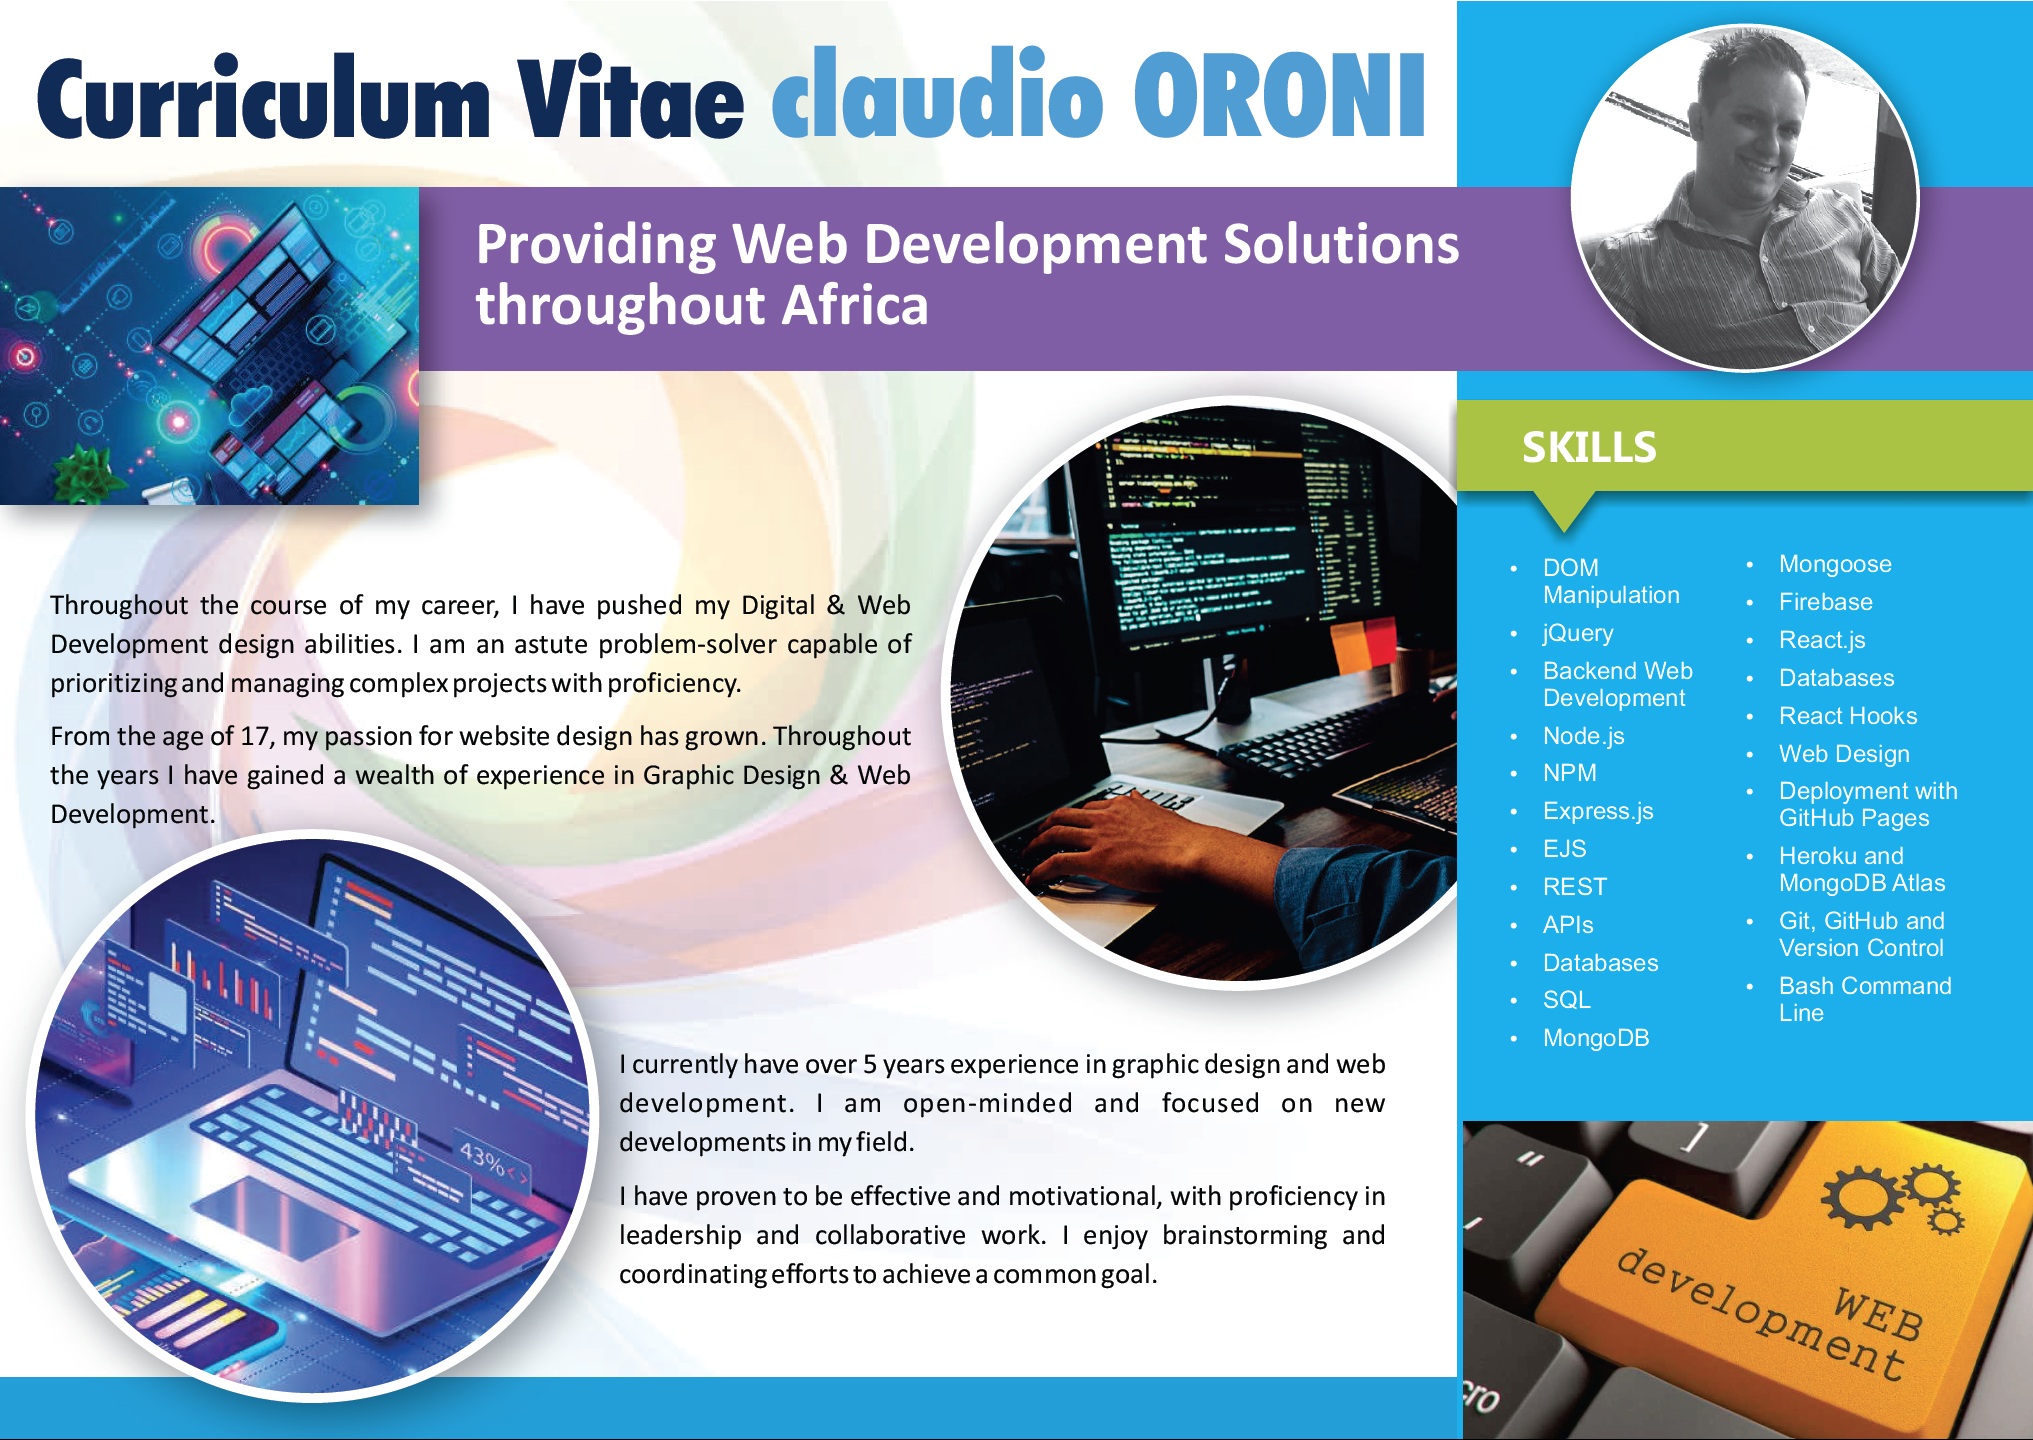 Curriculum Vitae claudio ORONI
Providing Web Development Solutions
throughout Africa
Throughout the course of my career, I have pushed my Digital & Web
Development design abilities. I am an astute problem-solver capable of
prioritizing and managing complex projects with proficiency.
From the age of 17, my passion for website design has grown. Throughout
the years I have gained a wealth of experience in Graphic Design & Web
Development.
43%<>
I currently have over 5 years experience in graphic design and web
development. I am open-minded and focused on new
developments in my field.
I have proven to be effective and motivational, with proficiency in
leadership and collaborative work. I enjoy brainstorming and
coordinating efforts to achieve a common goal.
SKILLS
• DOM
Manipulation
• jQuery
• Backend Web
Development
• Node.js
• NPM
• Express.js
• EJS
• REST
• APIs
• Databases
• SQL
• MongoDB
• Mongoose
• Firebase
• React.js
• Databases
• React Hooks
• Web Design
• Deployment with
GitHub Pages
• Heroku and
MongoDB Atlas
• Git, GitHub and
Version Control
• Bash Command
Line
WEB
development